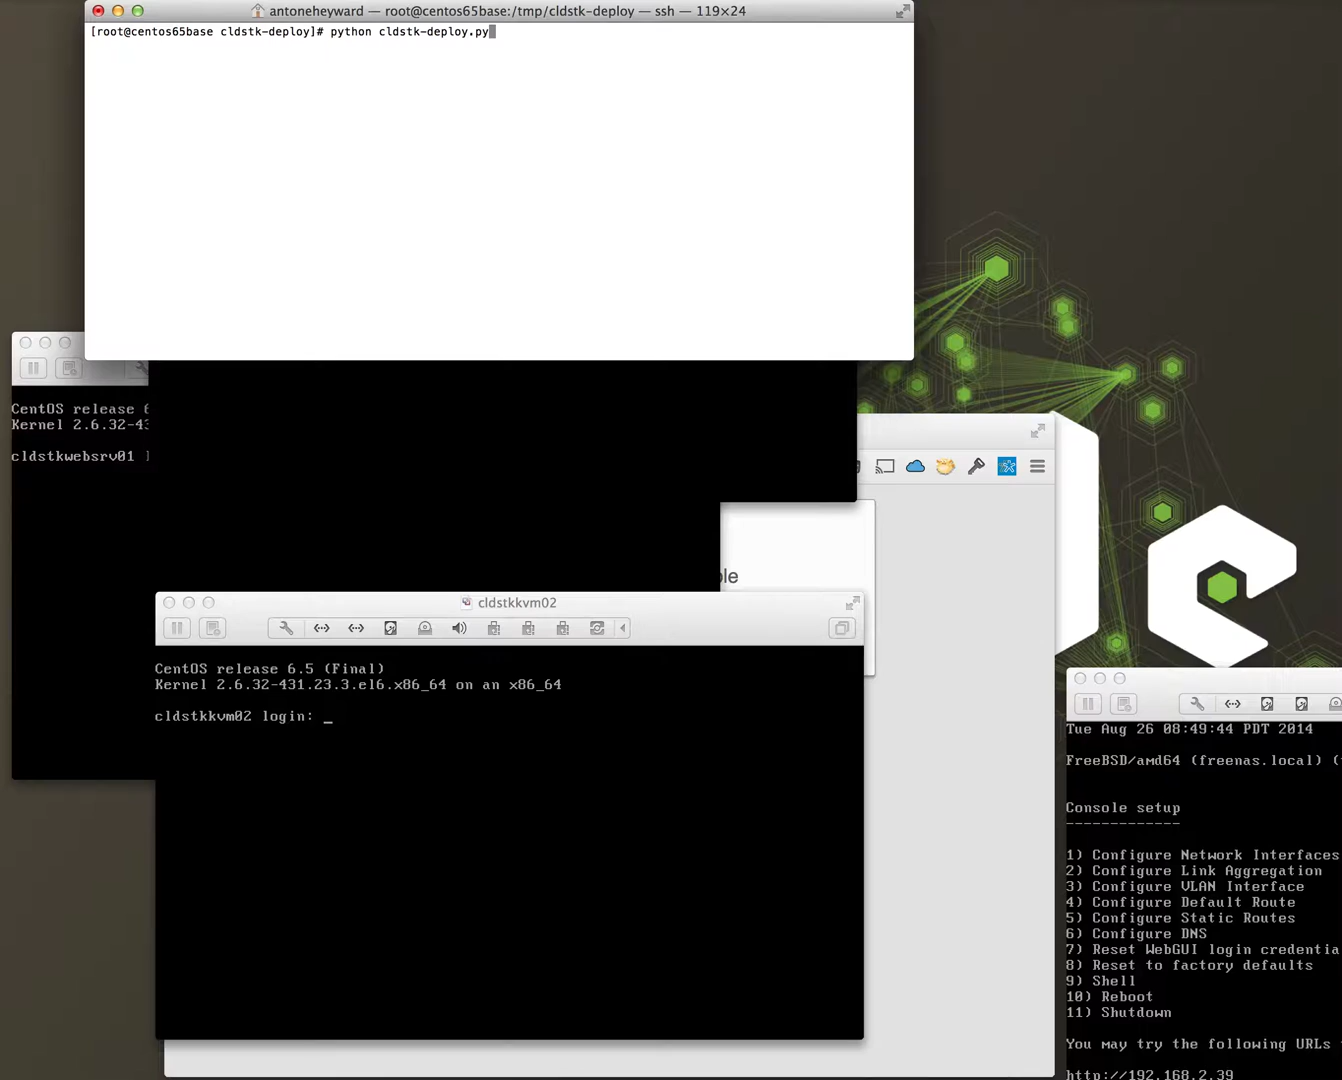 antoneheyward — root@centos65base:/tmp/cldstk-deploy — ssh — 119×24
[root@centos65base cldstk-deploy]# python cldstk-deploy.py
CentOS release 6
Kernel 2.6.32-43
cldstkwebsrv01 l
cldstkkvm02
CentOS release 6.5 (Final)
Kernel 2.6.32-431.23.3.el6.x86_64 on an x86_64
cldstkkvm02 login: _
Tue Aug 26 08:49:44 PDT 2014
FreeBSD/amd64 (freenas.local) (
Console setup
-------------
1) Configure Network Interfaces
2) Configure Link Aggregation
3) Configure VLAN Interface
4) Configure Default Route
5) Configure Static Routes
6) Configure DNS
7) Reset WebGUI login credentia
8) Reset to factory defaults
9) Shell
10) Reboot
11) Shutdown
You may try the following URLs
http://192.168.2.39